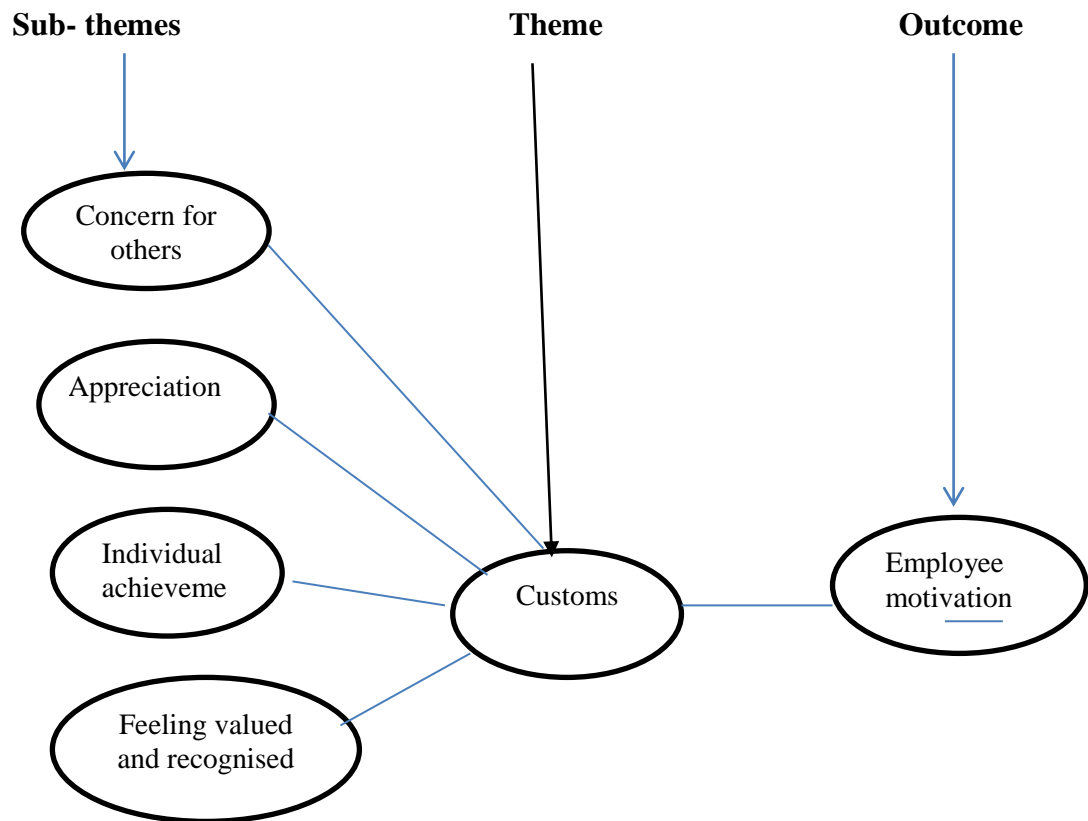 Sub- themes
Theme
Outcome
Concern for
others
Appreciation
Individual
achieveme
Customs
Employee
motivation
Feeling valued
and recognised